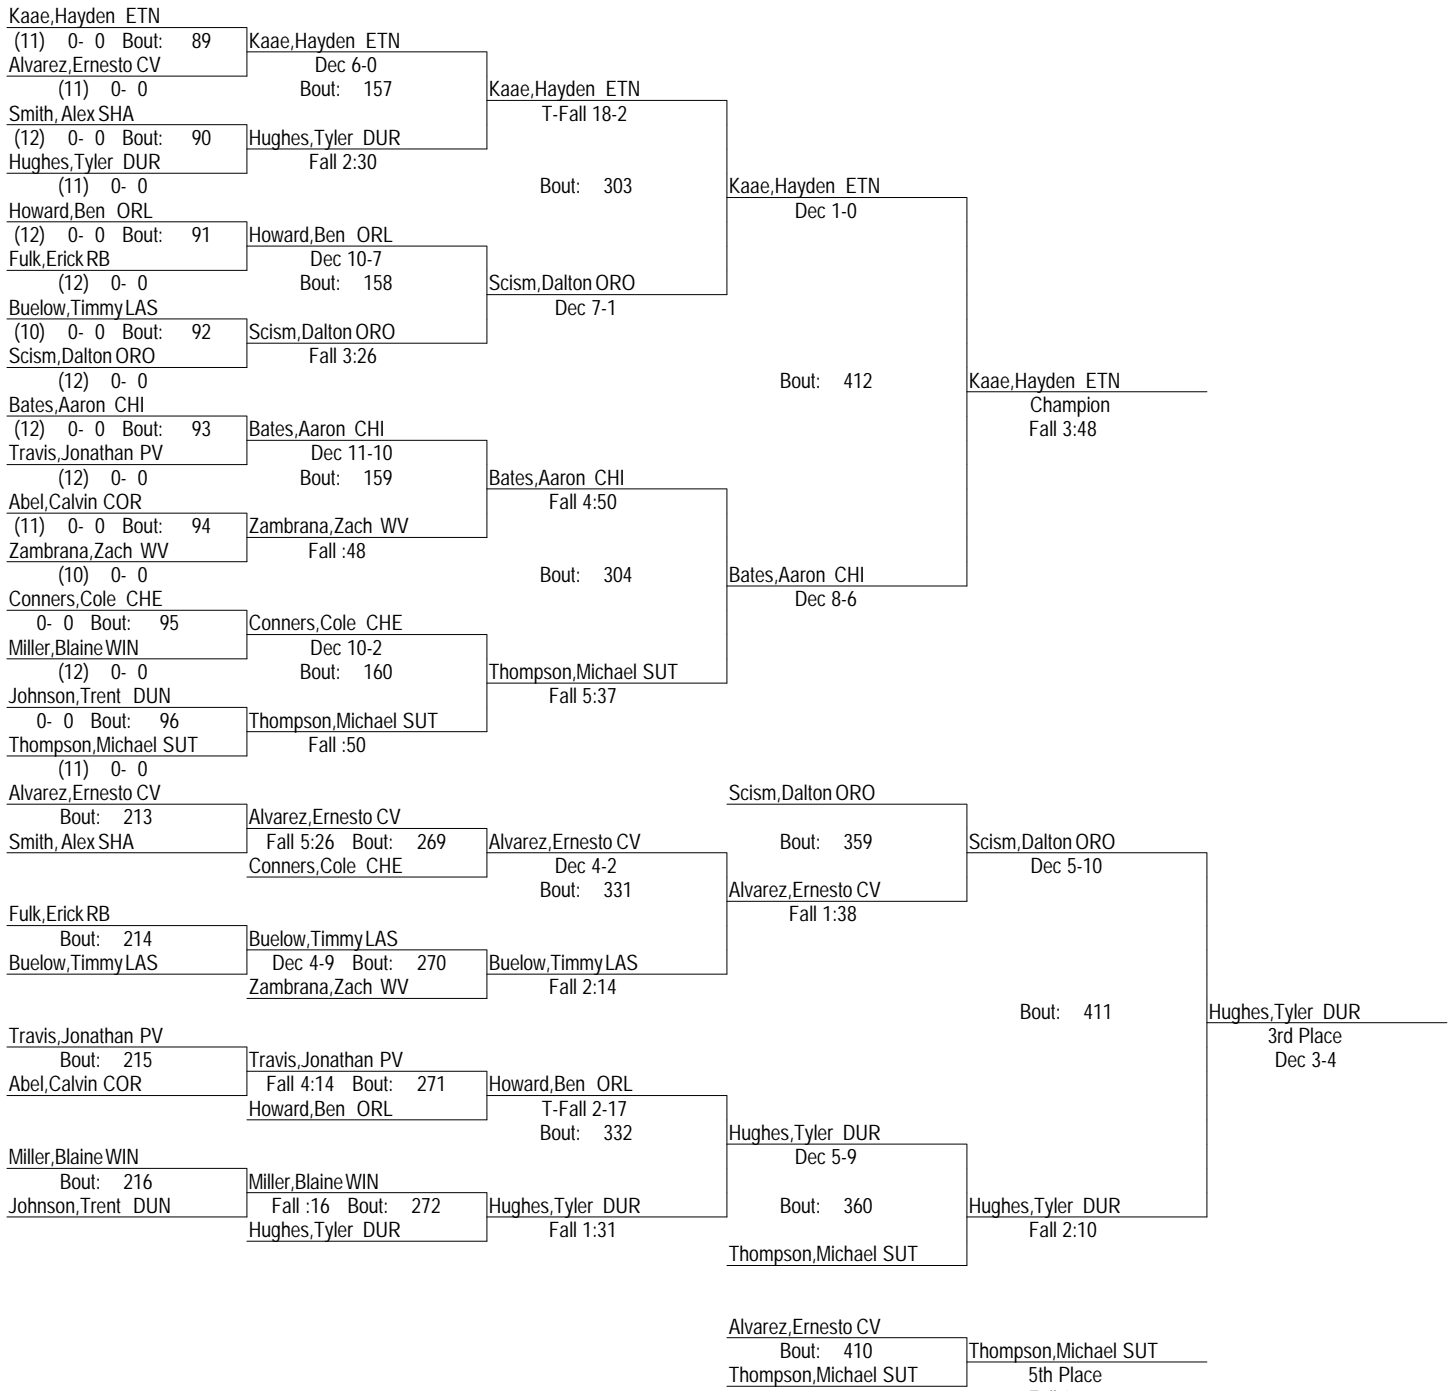 Kaae,Hayden ETN
(11) 0- 0 Bout: 89 Kaae,Hayden ETN
Alvarez,Ernesto CV Dec 6-0
(11) 0- 0 Bout: 157 Kaae,Hayden ETN
Smith, Alex SHA T-Fall 18-2
(12) 0- 0 Bout: 90 Hughes,Tyler DUR
Hughes,Tyler DUR Fall 2:30
(11) 0- 0 Bout: 303 Kaae,Hayden ETN
Howard,Ben ORL Dec 1-0
(12) 0- 0 Bout: 91 Howard,Ben ORL
Fulk,Erick RB Dec 10-7
(12) 0- 0 Bout: 158 Scism,Dalton ORO
Buelow,Timmy LAS Dec 7-1
(10) 0- 0 Bout: 92 Scism,Dalton ORO
Scism,Dalton ORO Fall 3:26
(12) 0- 0 Bout: 412 Kaae,Hayden ETN
Bates,Aaron CHI Champion
(12) 0- 0 Bout: 93 Bates,Aaron CHI Fall 3:48
Travis,Jonathan PV Dec 11-10
(12) 0- 0 Bout: 159 Bates,Aaron CHI
Abel,Calvin COR Fall 4:50
(11) 0- 0 Bout: 94 Zambrana,Zach WV
Zambrana,Zach WV Fall :48
(10) 0- 0 Bout: 304 Bates,Aaron CHI
Conners,Cole CHE Dec 8-6
0- 0 Bout: 95 Conners,Cole CHE
Miller,Blaine WIN Dec 10-2
(12) 0- 0 Bout: 160 Thompson,Michael SUT
Johnson,Trent DUN Fall 5:37
0- 0 Bout: 96 Thompson,Michael SUT
Thompson,Michael SUT Fall :50
(11) 0- 0
Alvarez,Ernesto CV Scism,Dalton ORO
Bout: 213 Alvarez,Ernesto CV
Smith, Alex SHA Fall 5:26 Bout: 269 Alvarez,Ernesto CV Bout: 359 Scism,Dalton ORO
Conners,Cole CHE Dec 4-2 Dec 5-10
Bout: 331 Alvarez,Ernesto CV
Fulk,Erick RB Fall 1:38
Bout: 214 Buelow,Timmy LAS
Buelow,Timmy LAS Dec 4-9 Bout: 270 Buelow,Timmy LAS
Zambrana,Zach WV Fall 2:14
Bout: 411 Hughes,Tyler DUR
Travis,Jonathan PV 3rd Place
Bout: 215 Travis,Jonathan PV Dec 3-4
Abel,Calvin COR Fall 4:14 Bout: 271 Howard,Ben ORL
Howard,Ben ORL T-Fall 2-17
Bout: 332 Hughes,Tyler DUR
Miller,Blaine WIN Dec 5-9
Bout: 216 Miller,Blaine WIN
Johnson,Trent DUN Fall :16 Bout: 272 Hughes,Tyler DUR Bout: 360 Hughes,Tyler DUR
Hughes,Tyler DUR Fall 1:31 Fall 2:10
Thompson,Michael SUT
Alvarez,Ernesto CV
Bout: 410 Thompson,Michael SUT
Thompson,Michael SUT 5th Place